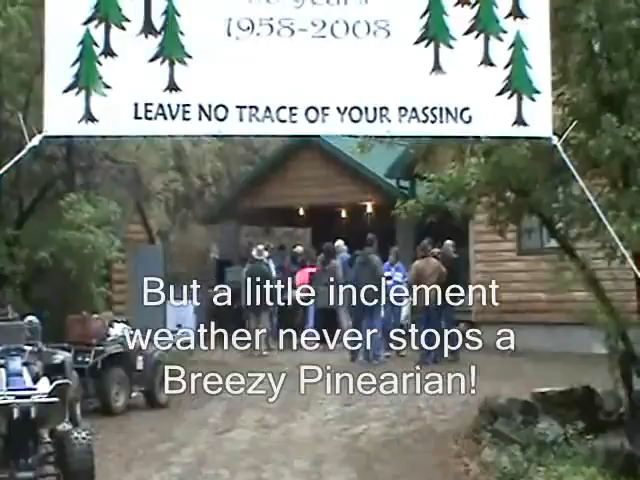 1958-2008
LEAVE NO TRACE OF YOUR PASSING
But a little inclement
weather never stops a
Breezy Pinearian!